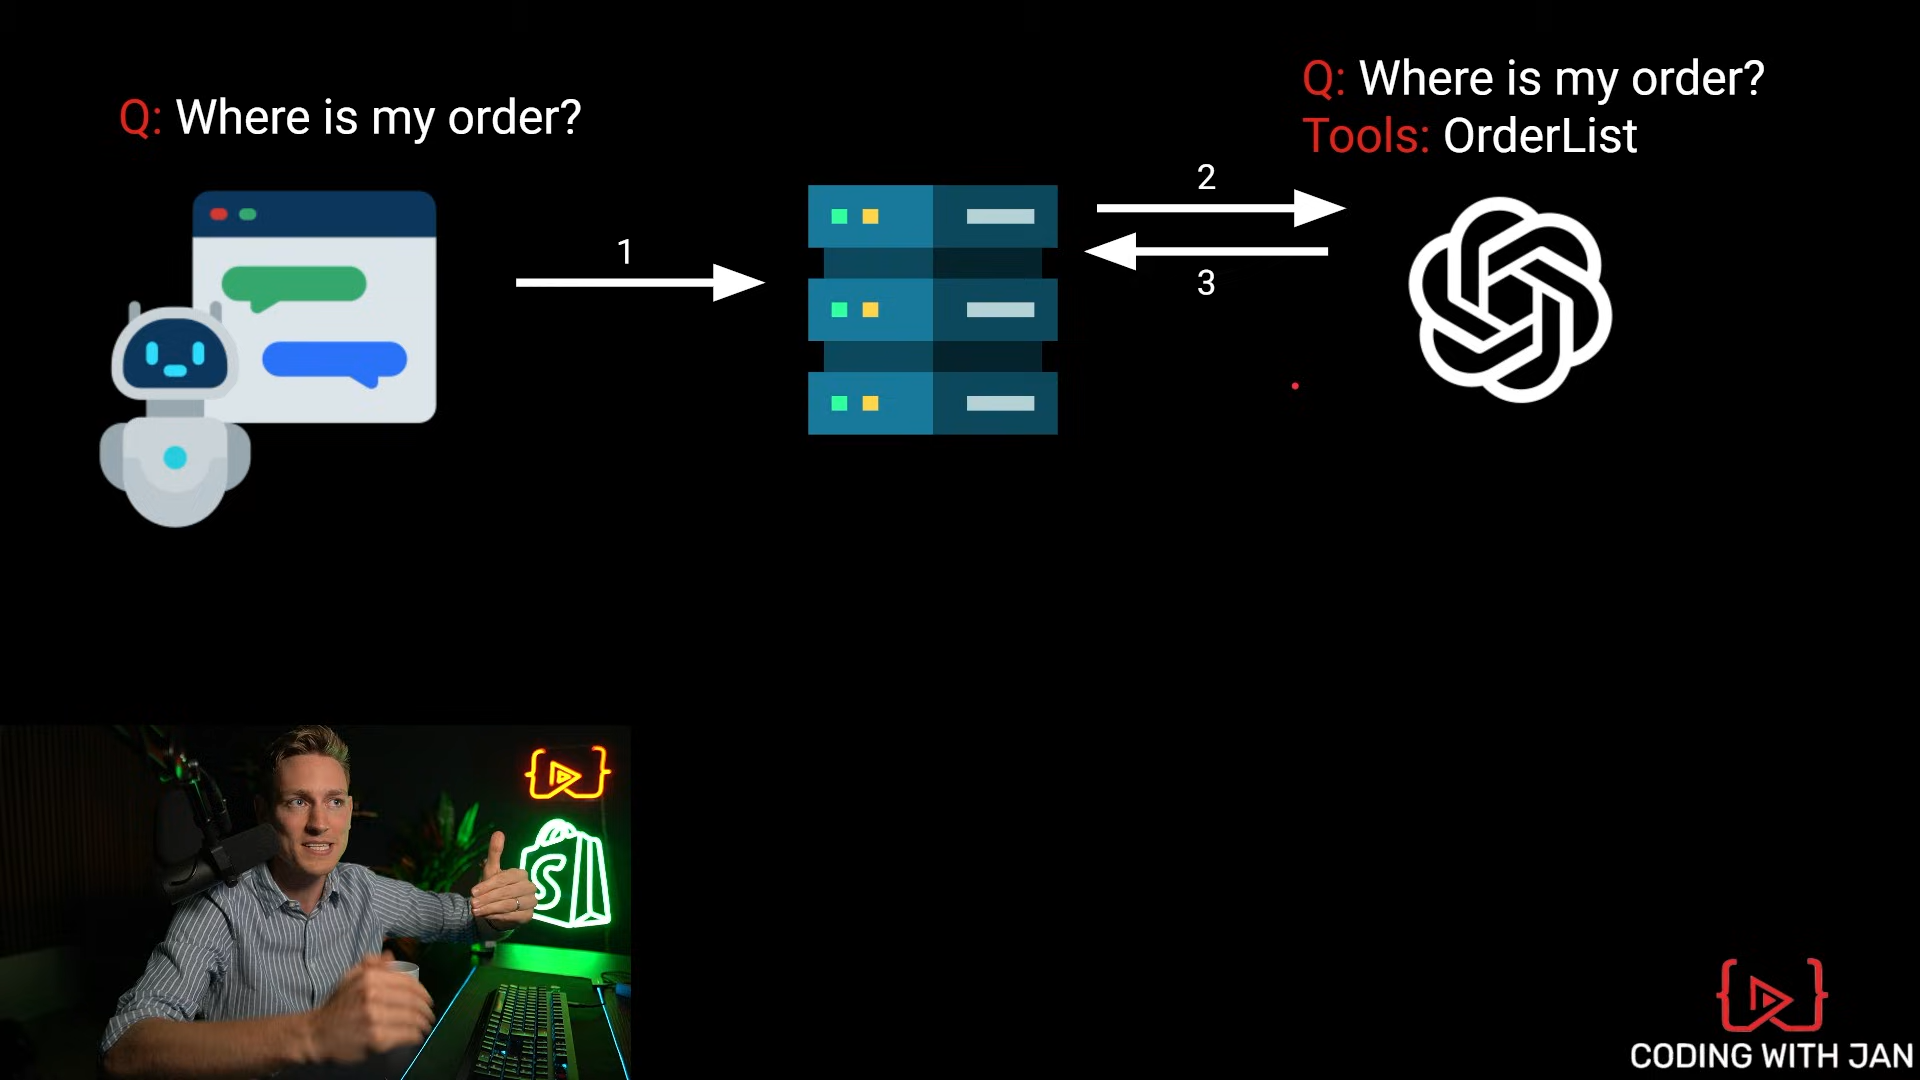 Q: Where is my order?
Q: Where is my order?
Tools: OrderList
1
2
3
S
CODING WITH JAN